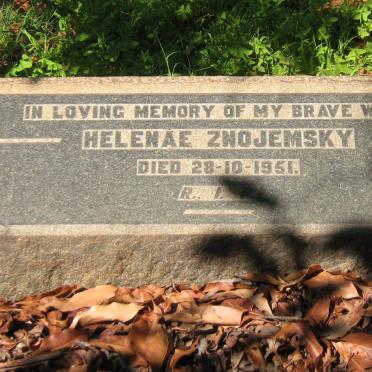 IN LOVING MEMORY OF MY BRAVE W
HELENAE ZNOJEMSKY
DIED 28-10-1951.
R. I. P.